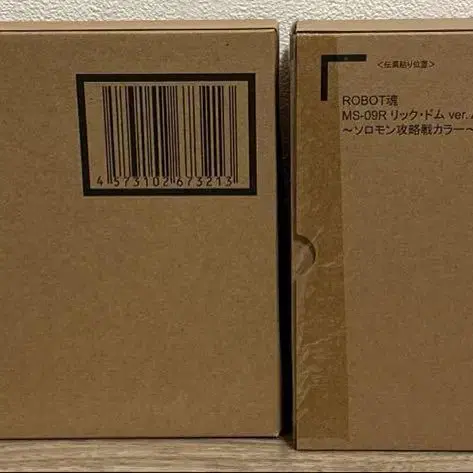 4573102673213
<伝票貼り位置>
ROBOT魂
MS-09R リック・ドム ver.
～ソロモン攻略戦カラー～